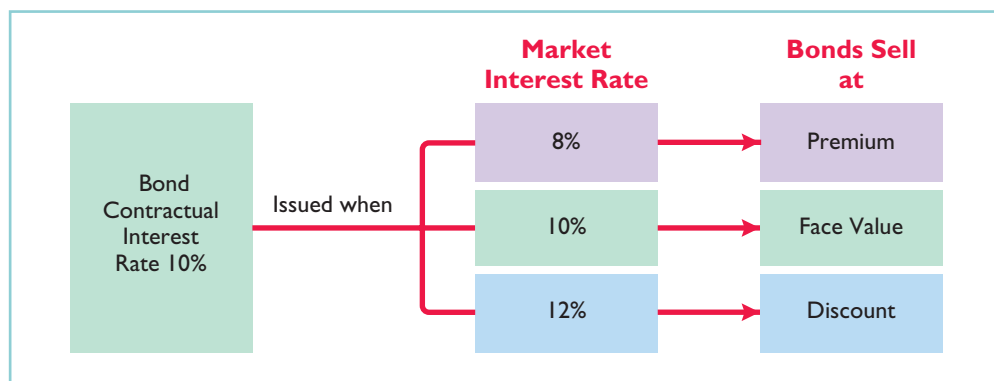 Market
Interest Rate
Bonds Sell
at
Bond
Contractual
Interest
Rate 10%
Issued when
8%
Premium
10%
Face Value
12%
Discount